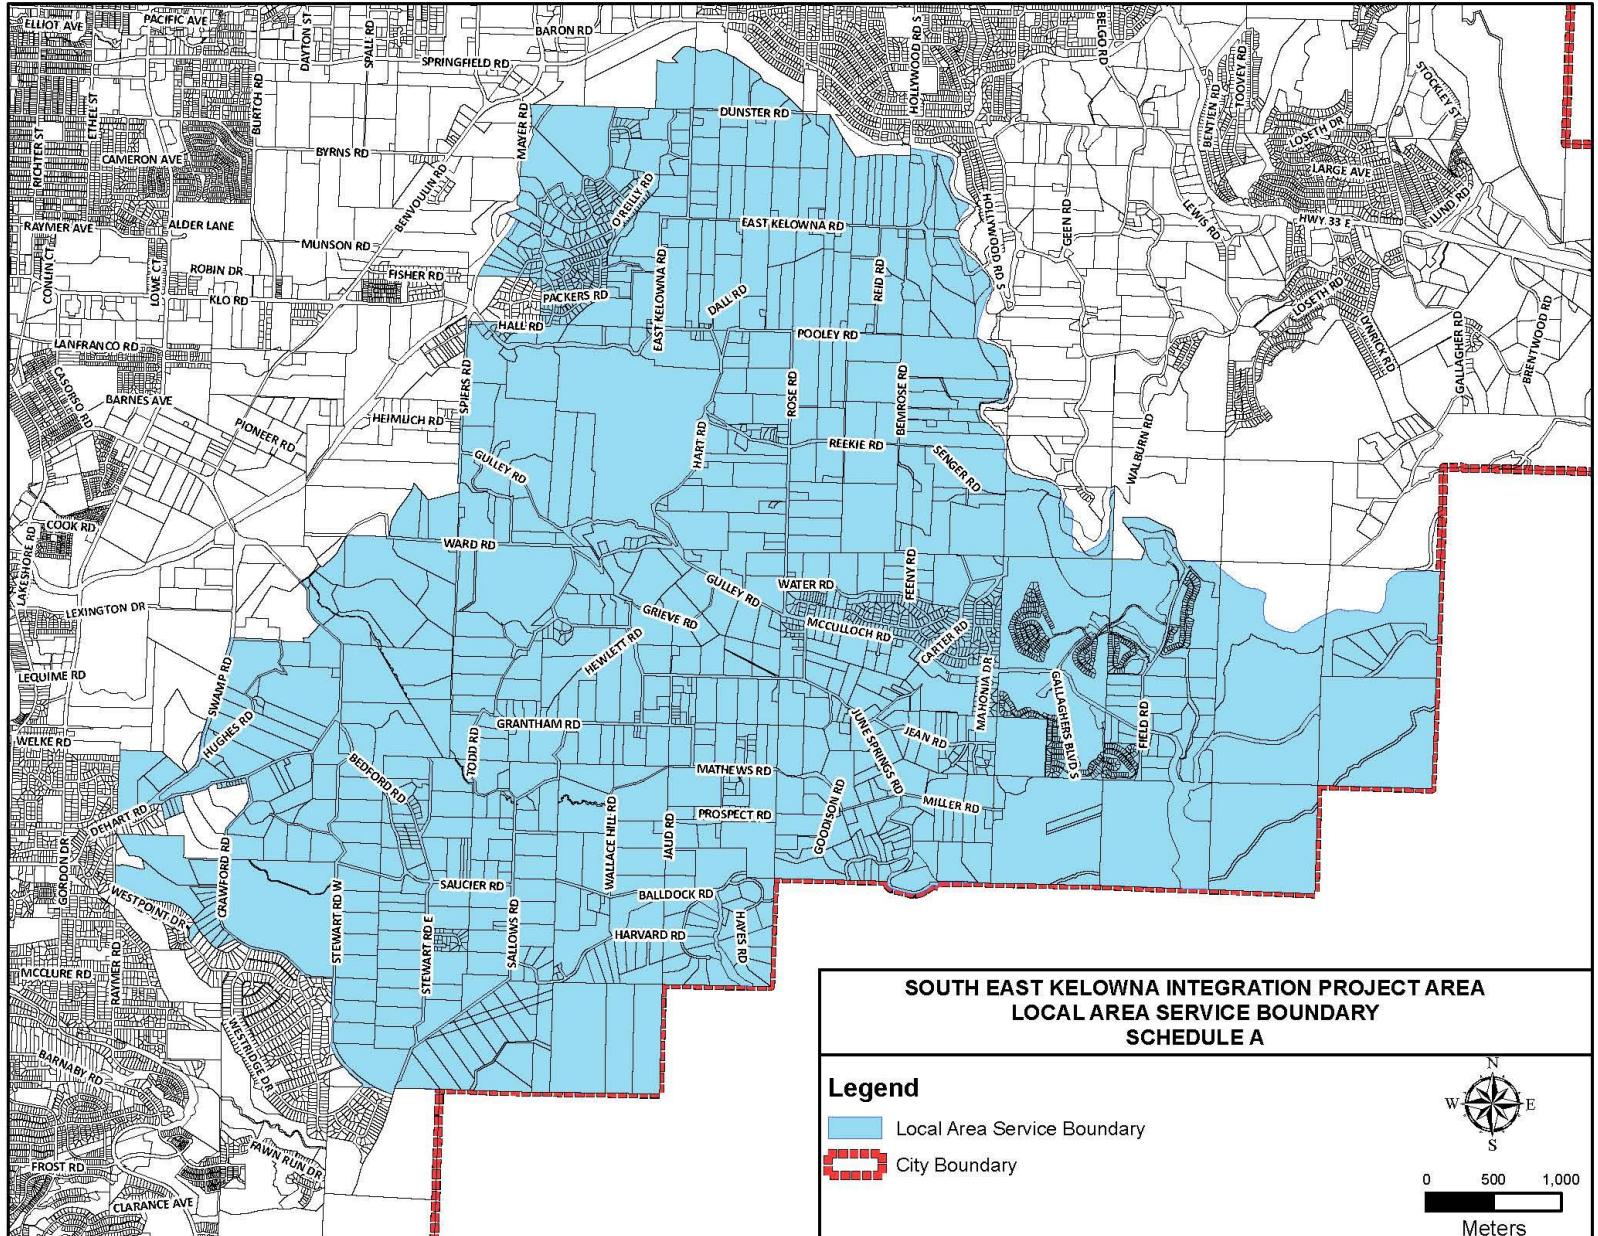 ELLIOT AVE
PACIFIC AVE
DAYTON ST
SPALL RD
BARON RD
SPRINGFIELD RD
HOLLYWOOD RD S
BELGO RD
STOCKLEY ST
TOOVEY RD
BENTIEN RD
ETHEL ST
RICHTER ST
BURTCH RD
MAYER RD
DUNSTER RD
LOSETH DR
LARGE AVE
CAMERON AVE
BYRNS RD
BENVOULIN RD
O'REILLY RD
EAST KELOWNA RD
HOLLYWOOD RD S
GEEN RD
LEWIS RD
HWY 33 E
LIND RD
RAYMER AVE
ALDER LANE
MUNSON RD
CONLIN CT
LOWE CT
ROBIN DR
FISHER RD
KLO RD
PACKERS RD
HALL RD
EAST KELOWNA RD
DALL RD
REID RD
POOLEY RD
LOSETH RD
LYNRICK RD
GALLAGHER RD
BRENTWOOD RD
LANFRANCO RD
CASORSO RD
BARNES AVE
PIONEER RD
HEIMLICH RD
SPIERS RD
ROSE RD
BEMROSE RD
HART RD
REEKIE RD
SENGER RD
WALBURN RD
GULLEY RD
COOK RD
LAKESHORE RD
WARD RD
LEXINGTON DR
GULLEY RD
WATER RD
FEENY RD
GRIEVE RD
MCCULLOCH RD
HEWLETT RD
CARTER RD
LEQUIME RD
SWAMP RD
HUGHES RD
MAHONIA DR
GALLAGHERS BLVD S
FIELD RD
WELKE RD
GRANTHAM RD
TODD RD
JUNE SPRINGS RD
JEAN RD
BEDFORD RD
MATHEWS RD
DEHART RD
WALLACE HILL RD
PROSPECT RD
JAUD RD
GOODISON RD
MILLER RD
GORDON DR
CRAWFORD RD
WESTPOINT DR
STEWART RD W
SAUCIER RD
BALLDOCK RD
STEWART RD E
SALLOWS RD
HARVARD RD
HAYES RD
MCCLURE RD
RAYMER RD
WESTRIDGE DR
BARNABY RD
FROST RD
FAWN RUN DR
CLARANCE AVE
SOUTH EAST KELOWNA INTEGRATION PROJECT AREA
LOCAL AREA SERVICE BOUNDARY
SCHEDULE A
Legend
Local Area Service Boundary
City Boundary
N
W
E
S
0 500 1,000
Meters